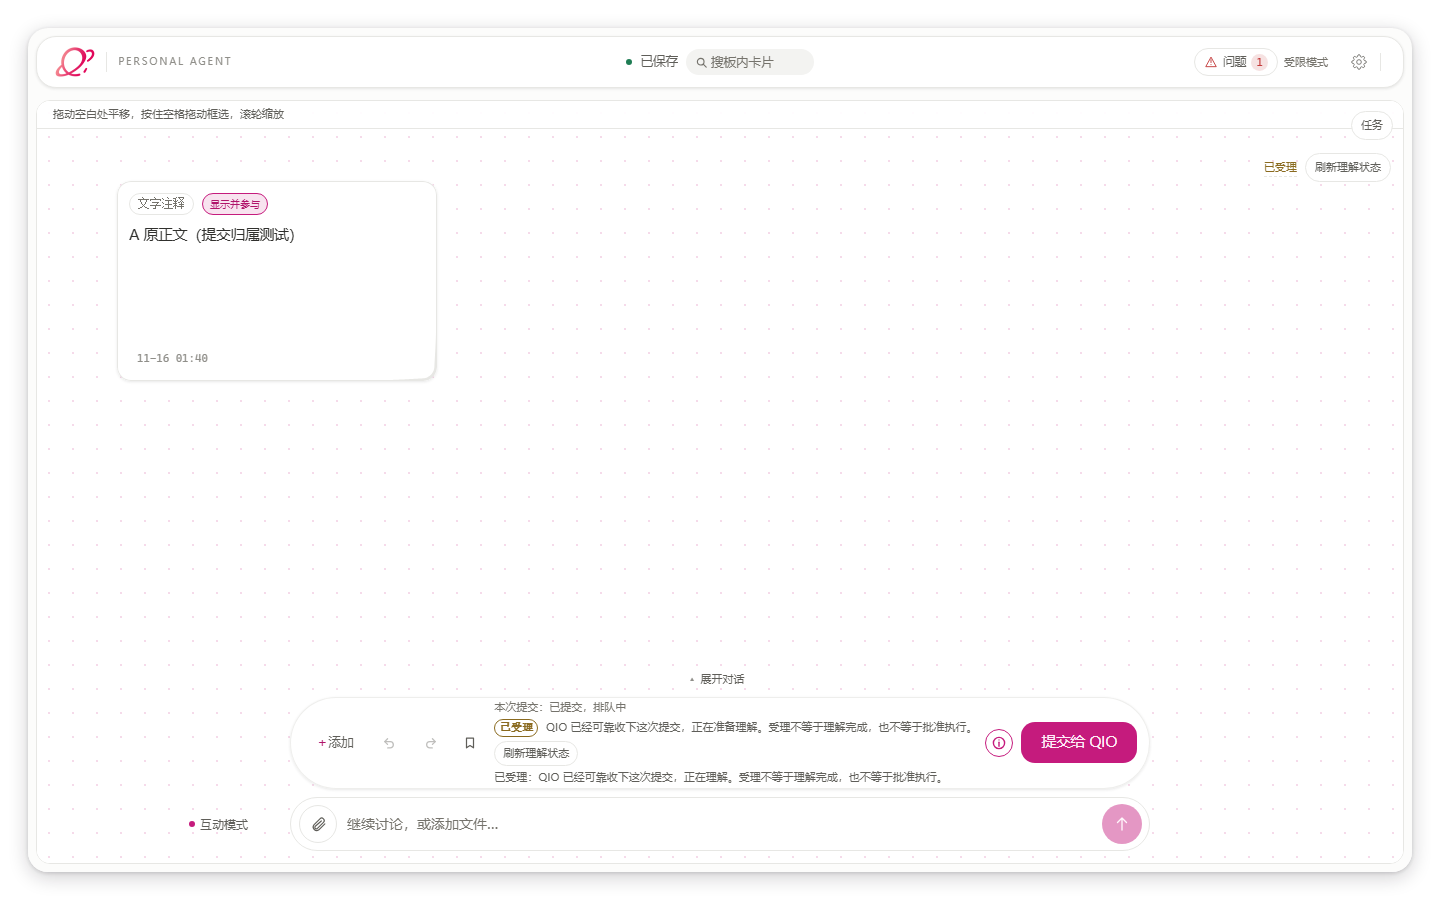 PERSONAL AGENT
已保存
搜板内卡片
问题 1
受限模式
拖动空白处平移，按住空格拖动框选，滚轮缩放
任务
已受理
刷新理解状态
文字注释
显示并参与
A 原正文（提交归属测试）
11-16 01:40
展开对话
本次提交：已提交，排队中
已受理 QIO 已经可靠收下这次提交，正在准备理解。受理不等于理解完成，也不等于批准执行。
+添加
刷新理解状态
提交给 QIO
已受理：QIO 已经可靠收下这次提交，正在理解。受理不等于理解完成，也不等于批准执行。
互动模式
继续讨论，或添加文件...